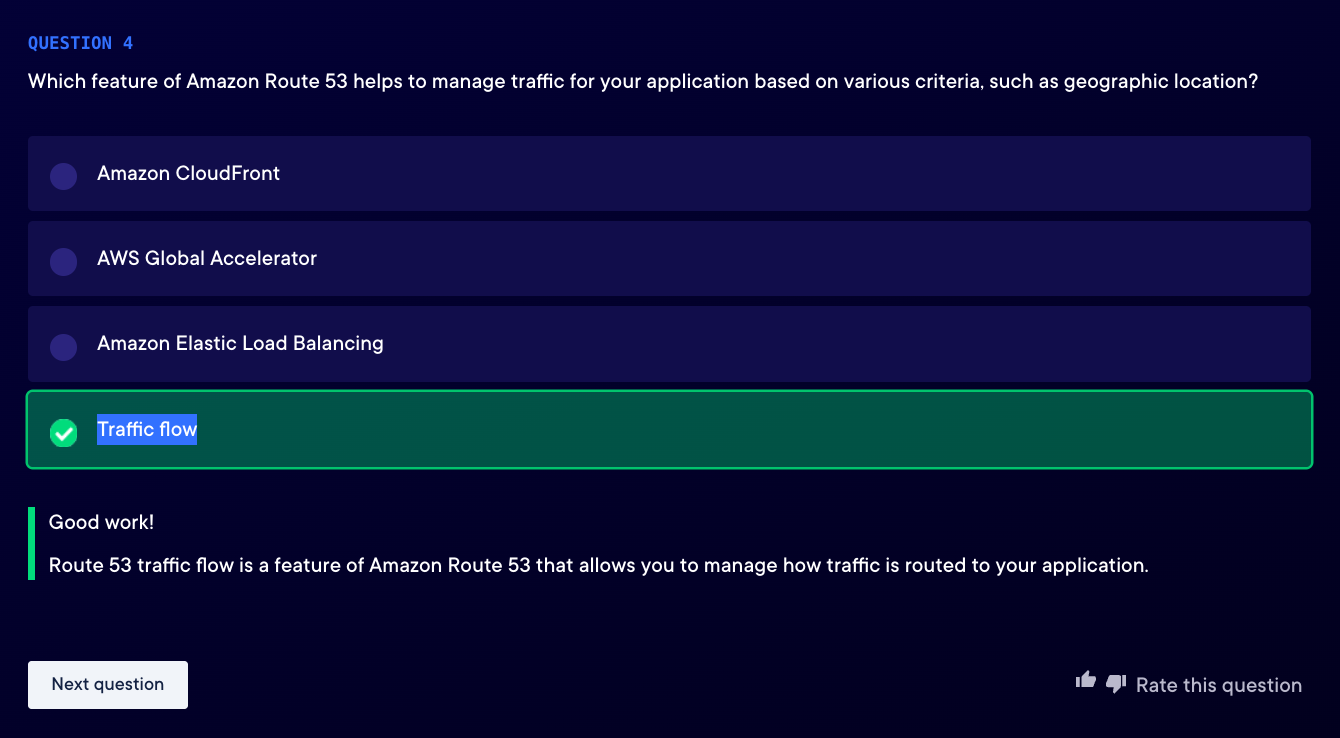 QUESTION 4
Which feature of Amazon Route 53 helps to manage traffic for your application based on various criteria, such as geographic location?
Amazon CloudFront
AWS Global Accelerator
Amazon Elastic Load Balancing
Traffic flow
Good work!
Route 53 traffic flow is a feature of Amazon Route 53 that allows you to manage how traffic is routed to your application.
Next question
Rate this question